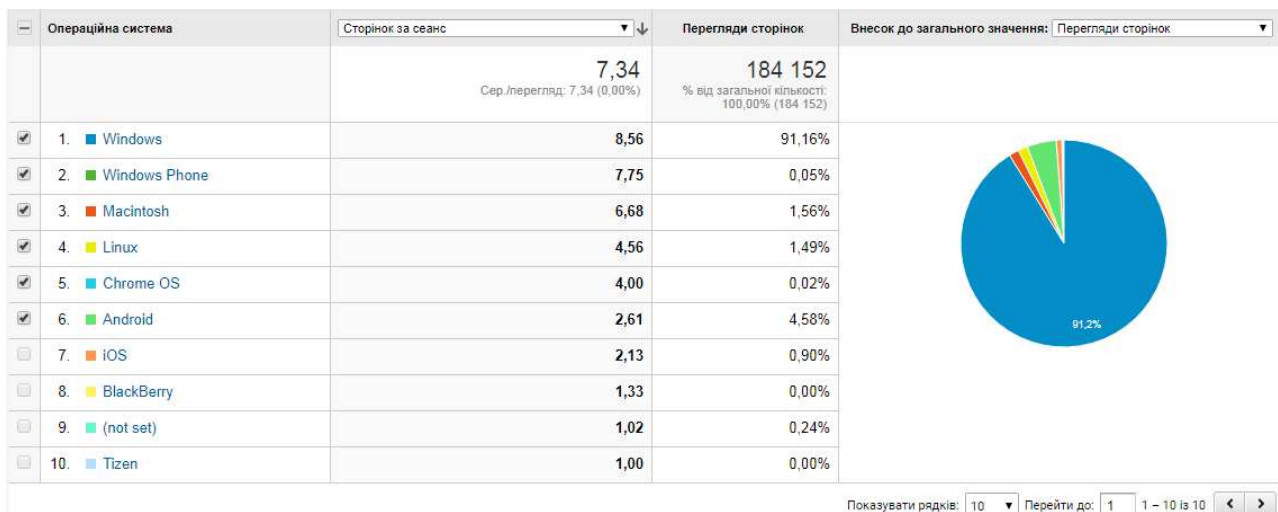 Операційна система Сторінок за сеанс Перегляди сторінок Внесок до загального значення: Перегляди сторінок
7,34 184 152
Сер./перегляд: 7,34 (0,00%) % від загальної кількості:
100,00% (184 152)
1. Windows 8,56 91,16%
2. Windows Phone 7,75 0,05%
3. Macintosh 6,68 1,56%
4. Linux 4,56 1,49%
5. Chrome OS 4,00 0,02%
6. Android 2,61 4,58%
91,2%
7. iOS 2,13 0,90%
8. BlackBerry 1,33 0,00%
9. (not set) 1,02 0,24%
10. Tizen 1,00 0,00%
Показувати рядків: 10 Перейти до: 1 1 – 10 із 10